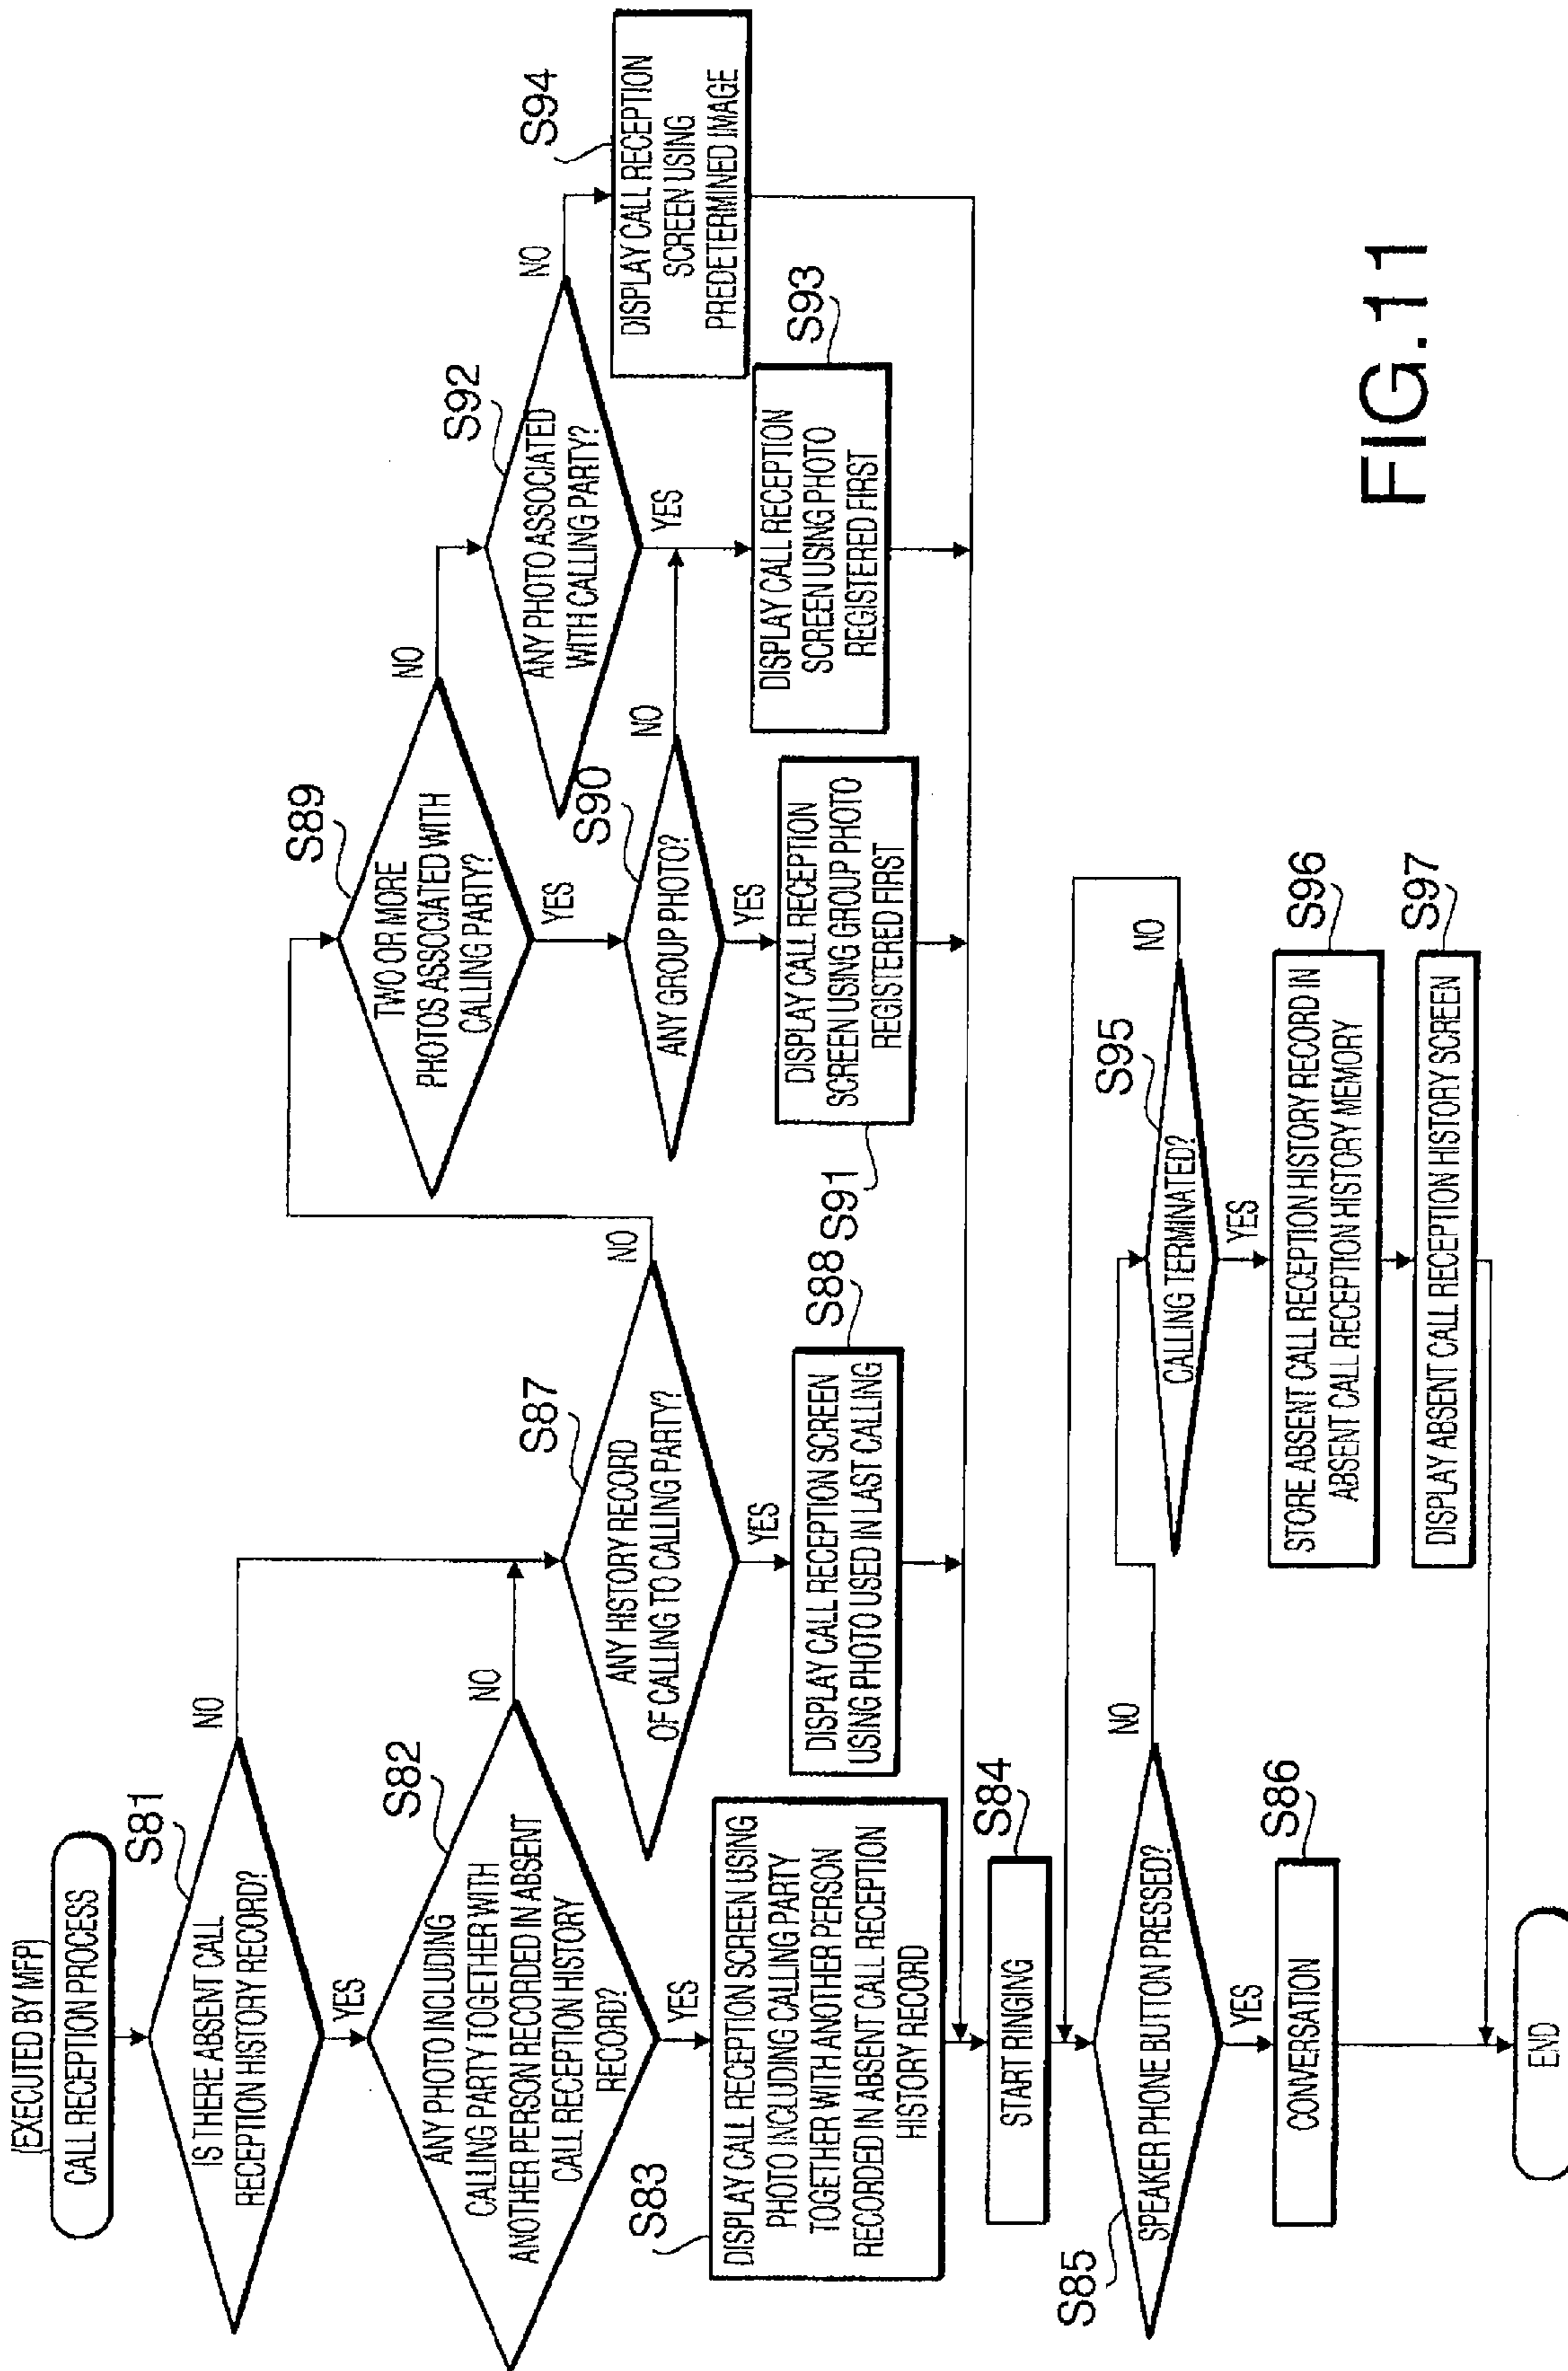 (EXECUTED BY MFP)
CALL RECEPTION PROCESS
S81
IS THERE ABSENT CALL
RECEPTION HISTORY RECORD?
NO
YES
S82
ANY PHOTO INCLUDING
CALLING PARTY TOGETHER WITH
ANOTHER PERSON RECORDED IN ABSENT
CALL RECEPTION HISTORY
RECORD?
NO
YES
S83
DISPLAY CALL RECEPTION SCREEN USING
PHOTO INCLUDING CALLING PARTY
TOGETHER WITH ANOTHER PERSON
RECORDED IN ABSENT CALL RECEPTION
HISTORY RECORD
S84
START RINGING
S85
SPEAKER PHONE BUTTON PRESSED?
NO
YES
S86
CONVERSATION
END
S87
ANY HISTORY RECORD
OF CALLING TO CALLING PARTY?
NO
YES
S88
DISPLAY CALL RECEPTION SCREEN
USING PHOTO USED IN LAST CALLING
S89
TWO OR MORE
PHOTOS ASSOCIATED WITH
CALLING PARTY?
NO
YES
S90
ANY GROUP PHOTO?
NO
YES
S91
DISPLAY CALL RECEPTION
SCREEN USING GROUP PHOTO
REGISTERED FIRST
S92
ANY PHOTO ASSOCIATED
WITH CALLING PARTY?
NO
YES
S93
DISPLAY CALL RECEPTION
SCREEN USING PHOTO
REGISTERED FIRST
S94
DISPLAY CALL RECEPTION
SCREEN USING
PREDETERMINED IMAGE
S95
CALLING TERMINATED?
NO
YES
S96
STORE ABSENT CALL RECEPTION HISTORY RECORD IN
ABSENT CALL RECEPTION HISTORY MEMORY
S97
DISPLAY ABSENT CALL RECEPTION HISTORY SCREEN
FIG.11